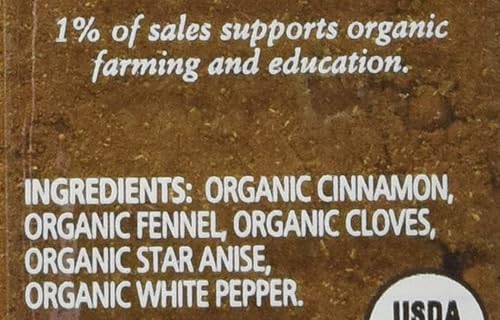 1% of sales supports organic
farming and education.
INGREDIENTS: ORGANIC CINNAMON,
ORGANIC FENNEL, ORGANIC CLOVES,
ORGANIC STAR ANISE,
ORGANIC WHITE PEPPER.
USDA